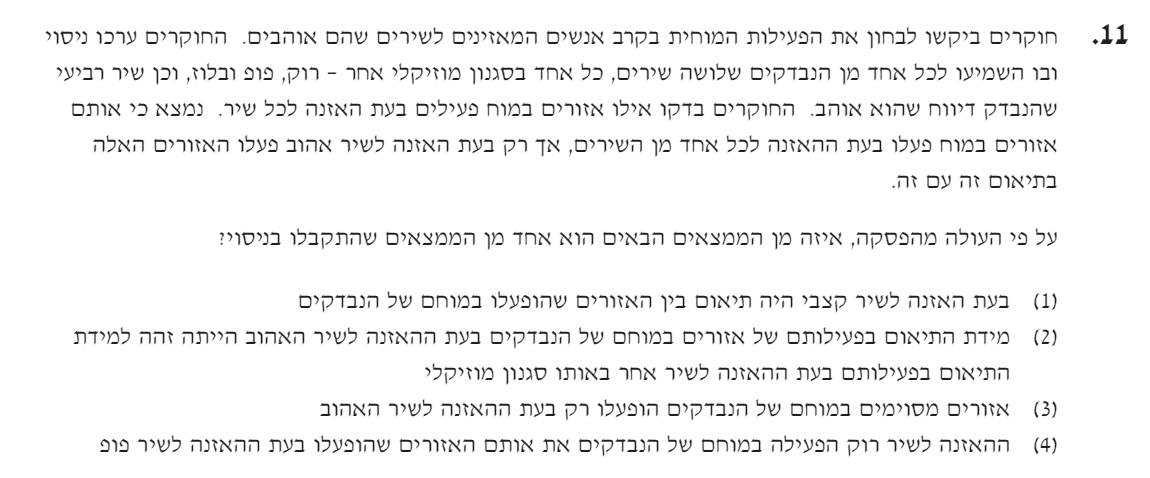 11. חוקרים ביקשו לבחון את הפעילות המוחית בקרב אנשים המאזינים לשירים שהם אוהבים. החוקרים ערכו ניסוי
ובו השמיעו לכל אחד מן הנבדקים שלושה שירים, כל אחד בסגנון מוזיקלי אחר – רוק, פופ ובלוז, וכן שיר רביעי
שהנבדק דיווח שהוא אוהב. החוקרים בדקו אילו אזורים במוח פעילים בעת האזנה לכל שיר. נמצא כי אותם
אזורים במוח פעלו בעת ההאזנה לכל אחד מן השירים, אך רק בעת האזנה לשיר אהוב פעלו האזורים האלה
בתיאום זה עם זה.
על פי העולה מהפסקה, איזה מן הממצאים הבאים הוא אחד מן הממצאים שהתקבלו בניסוי?
(1) בעת האזנה לשיר קצבי היה תיאום בין האזורים שהופעלו במוחם של הנבדקים
(2) מידת התיאום בפעילותם של אזורים במוחם של הנבדקים בעת ההאזנה לשיר האהוב הייתה זהה למידת
התיאום בפעילותם בעת ההאזנה לשיר אחר באותו סגנון מוזיקלי
(3) אזורים מסוימים במוחם של הנבדקים הופעלו רק בעת ההאזנה לשיר האהוב
(4) ההאזנה לשיר רוק הפעילה במוחם של הנבדקים את אותם האזורים שהופעלו בעת ההאזנה לשיר פופ